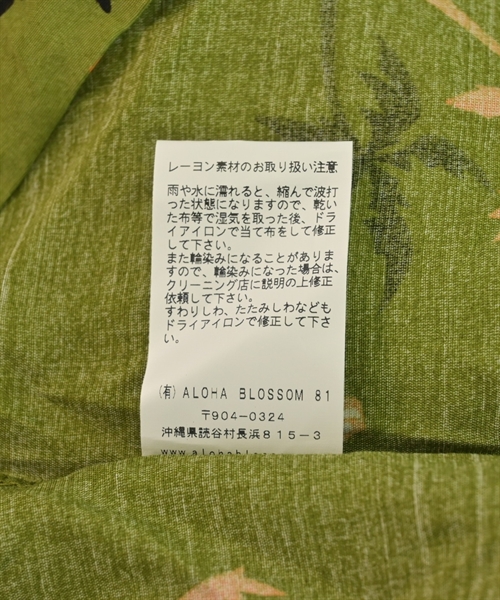 レーヨン素材のお取り扱い注意
雨や水に濡れると、縮んで波打
った状態になりますので、乾い
た布等で湿気を取った後、ドラ
イアイロンで当て布をして修正
して下さい。
また輪染みになることがありま
すので、輪染みになった場合は、
クリーニング店に説明の上修正
依頼して下さい。
すわりしわ、たたみしわなども
ドライアイロンで修正して下さ
い。
(有) ALOHA BLOSSOM 81
〒904-0324
沖縄県読谷村長浜815-3